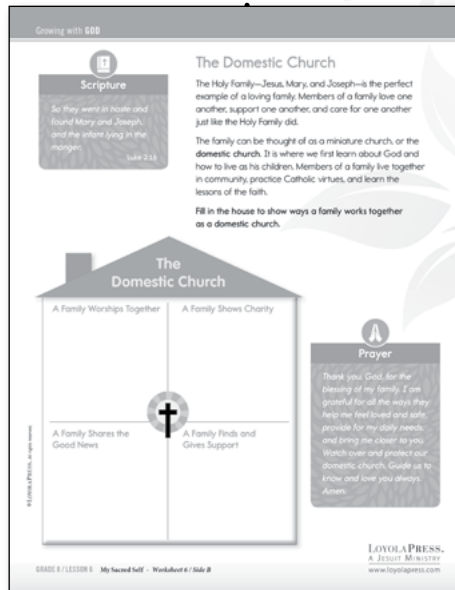 Growing with GOD
Scripture
So they went in haste and
found Mary and Joseph,
and the infant lying in the
manger.
Luke 2:16
The Domestic Church
The Holy Family—Jesus, Mary, and Joseph—is the perfect
example of a loving family. Members of a family love one
another, support one another, and care for one another
just like the Holy Family did.
The family can be thought of as a miniature church, or the
domestic church. It is where we first learn about God and
how to live as his children. Members of a family live together
in community, practice Catholic virtues, and learn the
lessons of the faith.
Fill in the house to show ways a family works together
as a domestic church.
The
Domestic Church
A Family Worships Together
A Family Shows Charity
A Family Shares the
Good News
A Family Finds and
Gives Support
Prayer
Thank you, God, for the
blessing of my family. I am
grateful for all the ways they
help me feel loved and safe,
provide for my daily needs,
and bring me closer to you.
Watch over and protect our
domestic church. Guide us to
know and love you always.
Amen.
© LOYOLAPRESS. All rights reserved.
GRADE 8 / LESSON 6 My Sacred Self • Worksheet 6 / Side B
LOYOLAPRESS.
A JESUIT MINISTRY
www.loyolapress.com